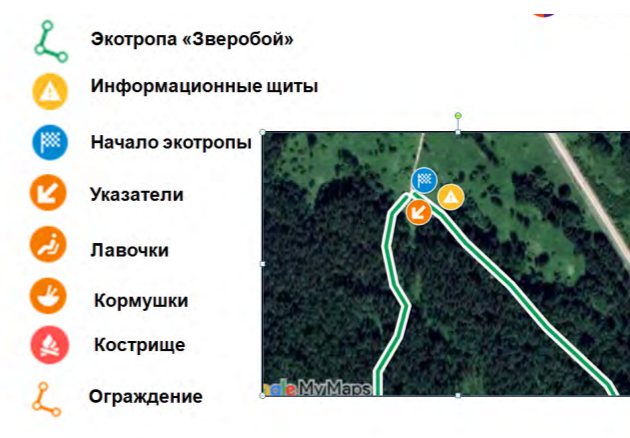 Экотропа «Зверобой»
Информационные щиты
Начало экотропы
Указатели
Лавочки
Кормушки
Кострище
Ограждение
MyMaps